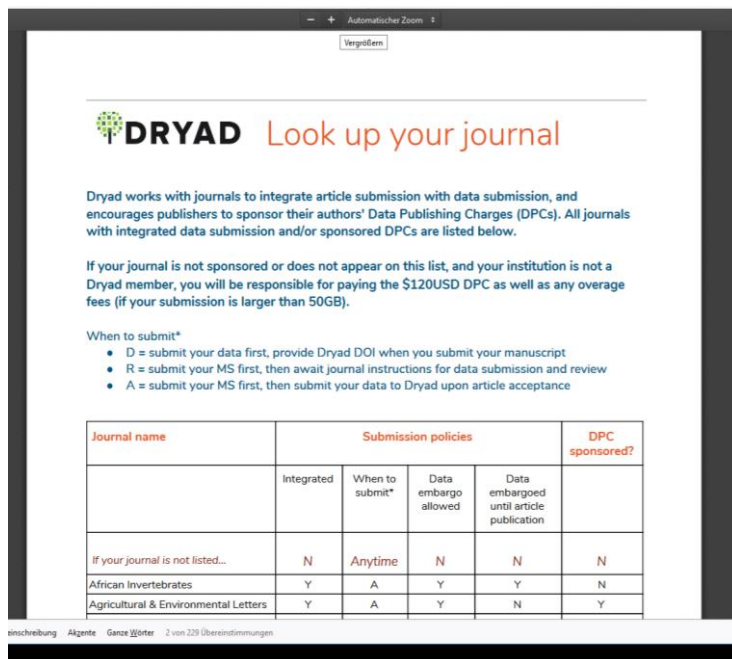 − + Automatischer Zoom
Vergrößern
DRYAD Look up your journal
Dryad works with journals to integrate article submission with data submission, and
encourages publishers to sponsor their authors' Data Publishing Charges (DPCs). All journals
with integrated data submission and/or sponsored DPCs are listed below.
If your journal is not sponsored or does not appear on this list, and your institution is not a
Dryad member, you will be responsible for paying the $120USD DPC as well as any overage
fees (if your submission is larger than 50GB).
When to submit*
• D = submit your data first, provide Dryad DOI when you submit your manuscript
• R = submit your MS first, then await journal instructions for data submission and review
• A = submit your MS first, then submit your data to Dryad upon article acceptance
Journal name Submission policies DPC
sponsored?
Integrated When to Data Data
submit* embargo embargoed
allowed until article
publication
If your journal is not listed... N Anytime N N N
African Invertebrates Y A Y Y N
Agricultural & Environmental Letters Y A Y N Y
einschreibung Akzente Ganze Wörter 2 von 229 Übereinstimmungen